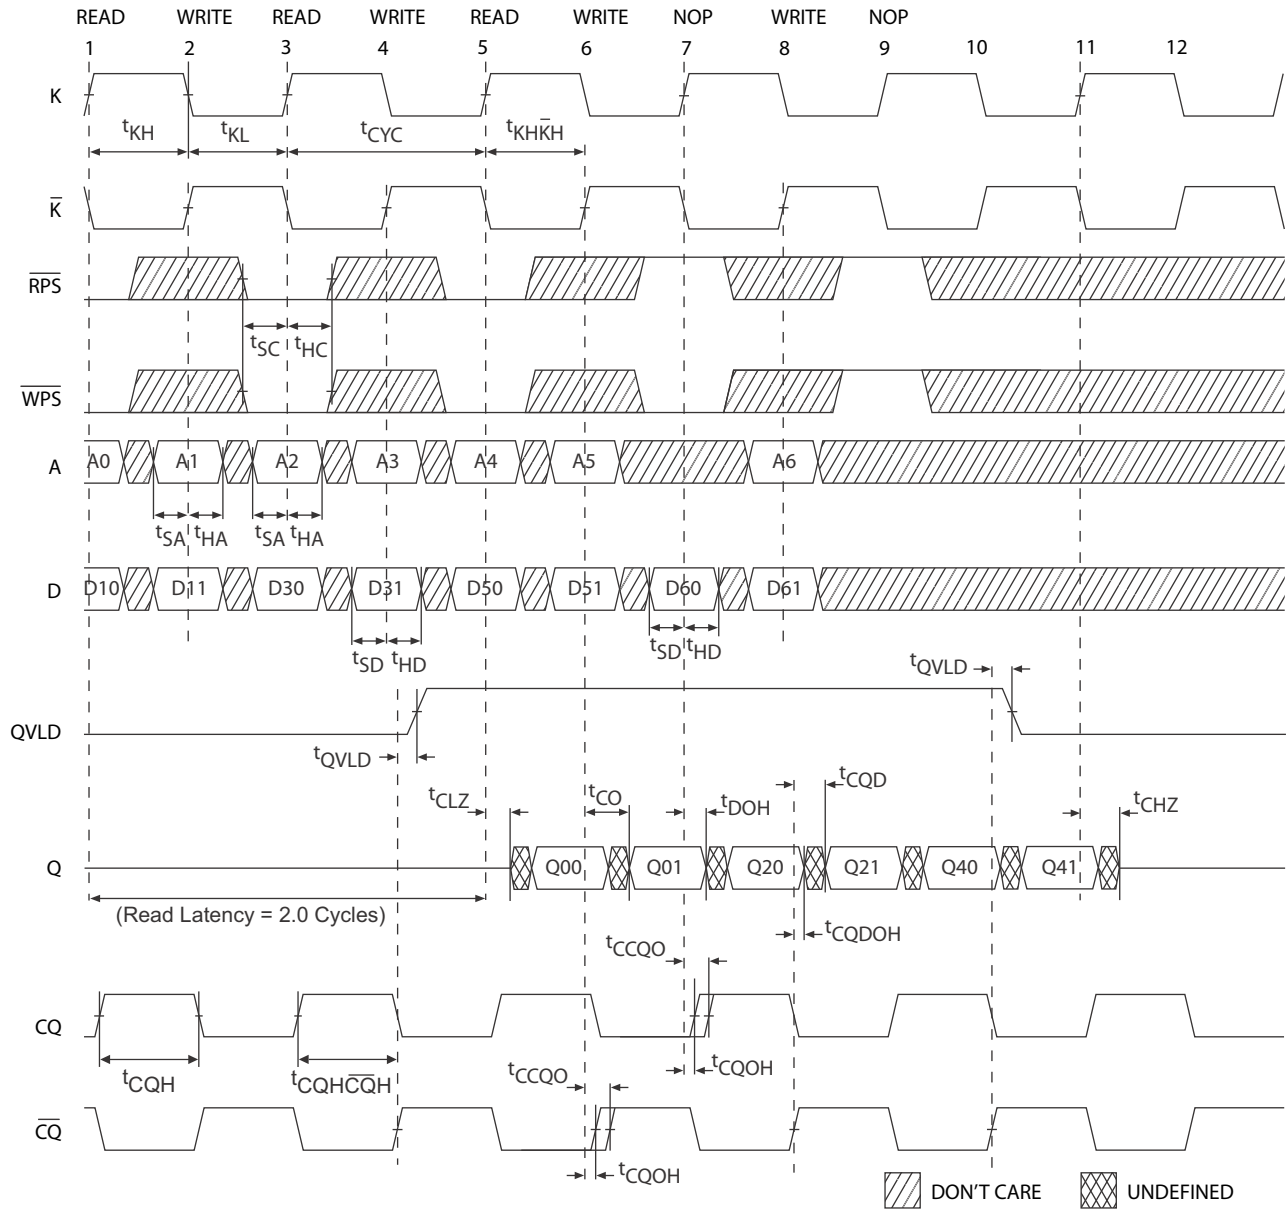 READ WRITE READ WRITE READ WRITE NOP WRITE NOP
1 2 3 4 5 6 7 8 9 10 11 12
K
tKH tKL tCYC tKHK̅H
K̅
R̅P̅S̅
tSC tHC
W̅P̅S̅
A A0 A1 A2 A3 A4 A5 A6
tSA tHA tSA tHA
D D10 D11 D30 D31 D50 D51 D60 D61
tSD tHD tSD tHD
tQVLD
QVLD
tQVLD
tCLZ tCO tDOH tCQD tCHZ
Q Q00 Q01 Q20 Q21 Q40 Q41
(Read Latency = 2.0 Cycles)
tCQDOH
tCCQO
CQ
tCQH tCQHC̅Q̅H tCCQO tCQOH
C̅Q̅
tCQOH
DON'T CARE UNDEFINED